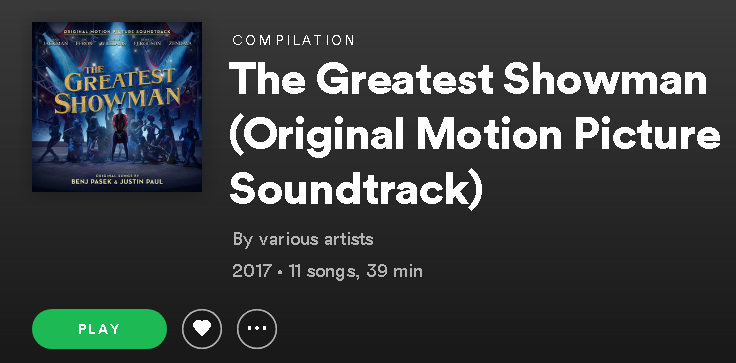 ORIGINAL MOTION PICTURE SOUNDTRACK
JACKMAN EFRON WILLIAMS FERGUSON ZENDAYA
THE
GREATEST
SHOWMAN
ORIGINAL SONGS BY
BENJ PASEK & JUSTIN PAUL
COMPILATION
The Greatest Showman
(Original Motion Picture
Soundtrack)
By various artists
2017 • 11 songs, 39 min
PLAY